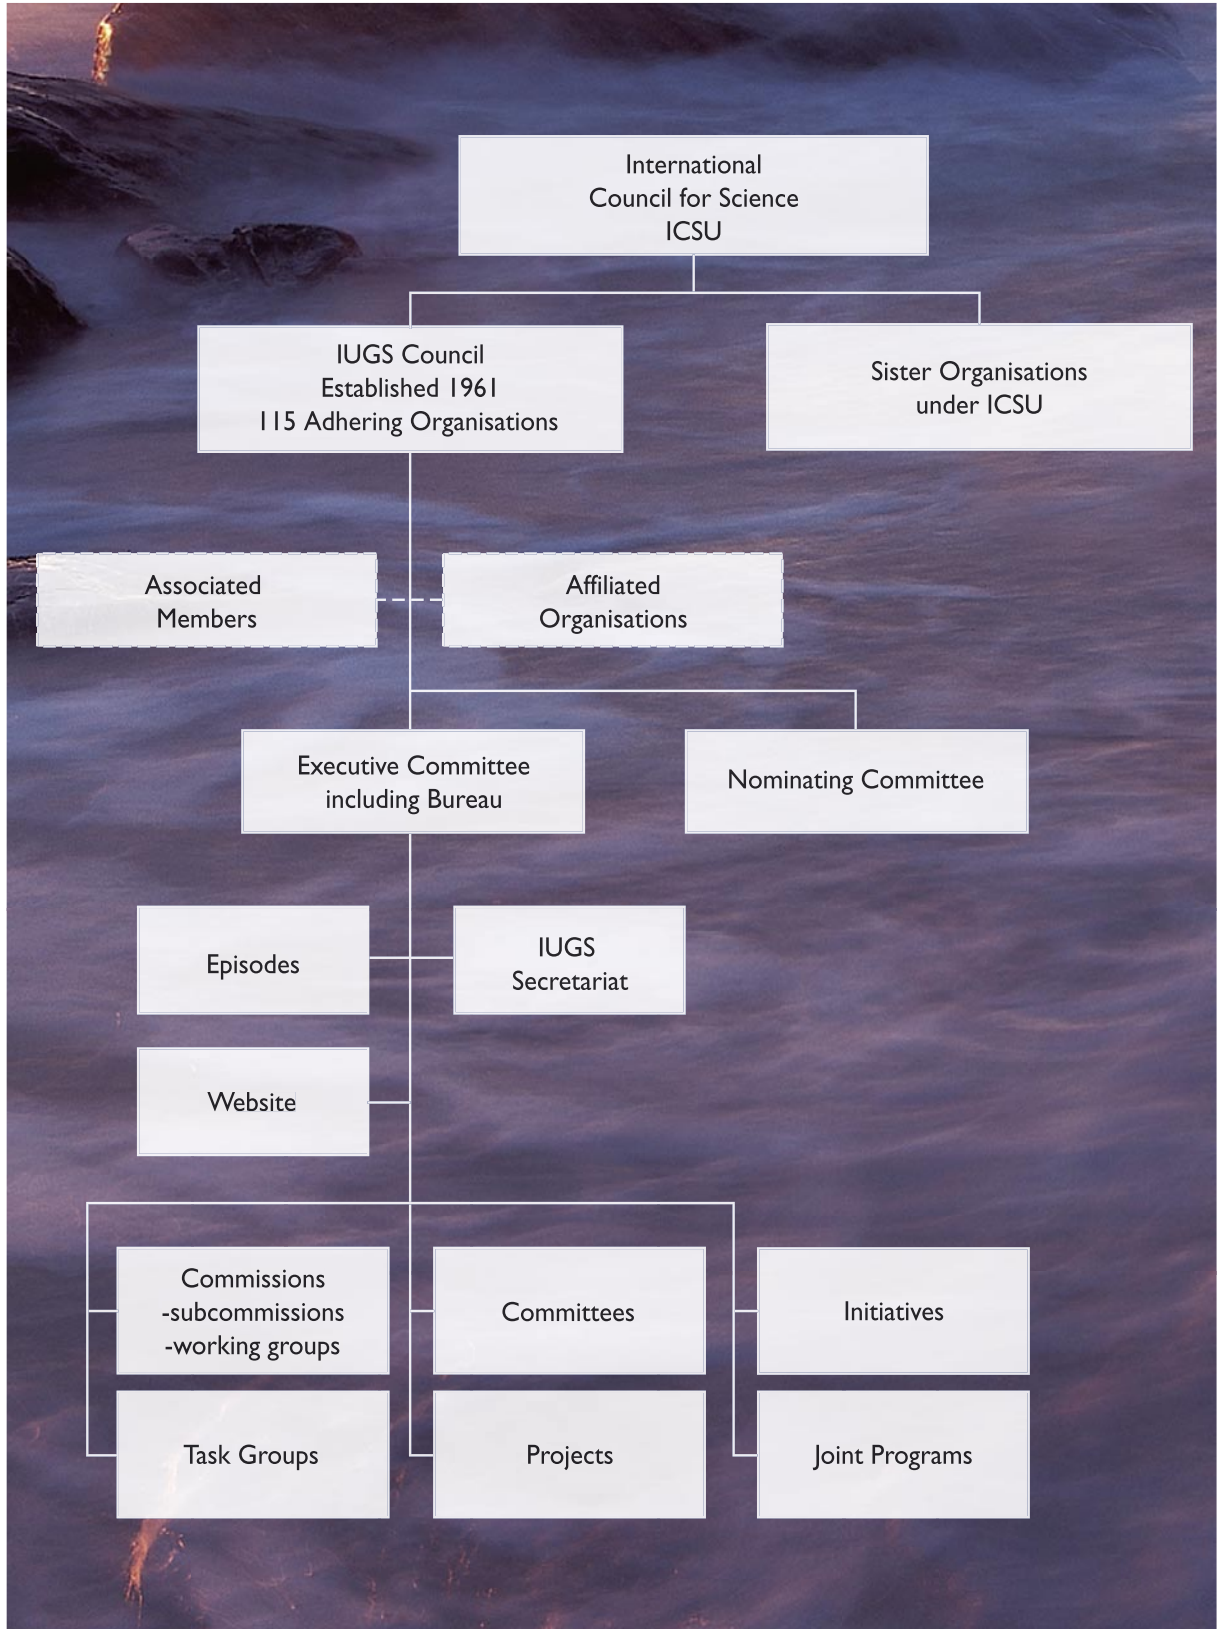 International
Council for Science
ICSU
IUGS Council
Established 1961
115 Adhering Organisations
Sister Organisations
under ICSU
Associated
Members
Affiliated
Organisations
Executive Committee
including Bureau
Nominating Committee
Episodes
IUGS
Secretariat
Website
Commissions
-subcommissions
-working groups
Committees
Initiatives
Task Groups
Projects
Joint Programs